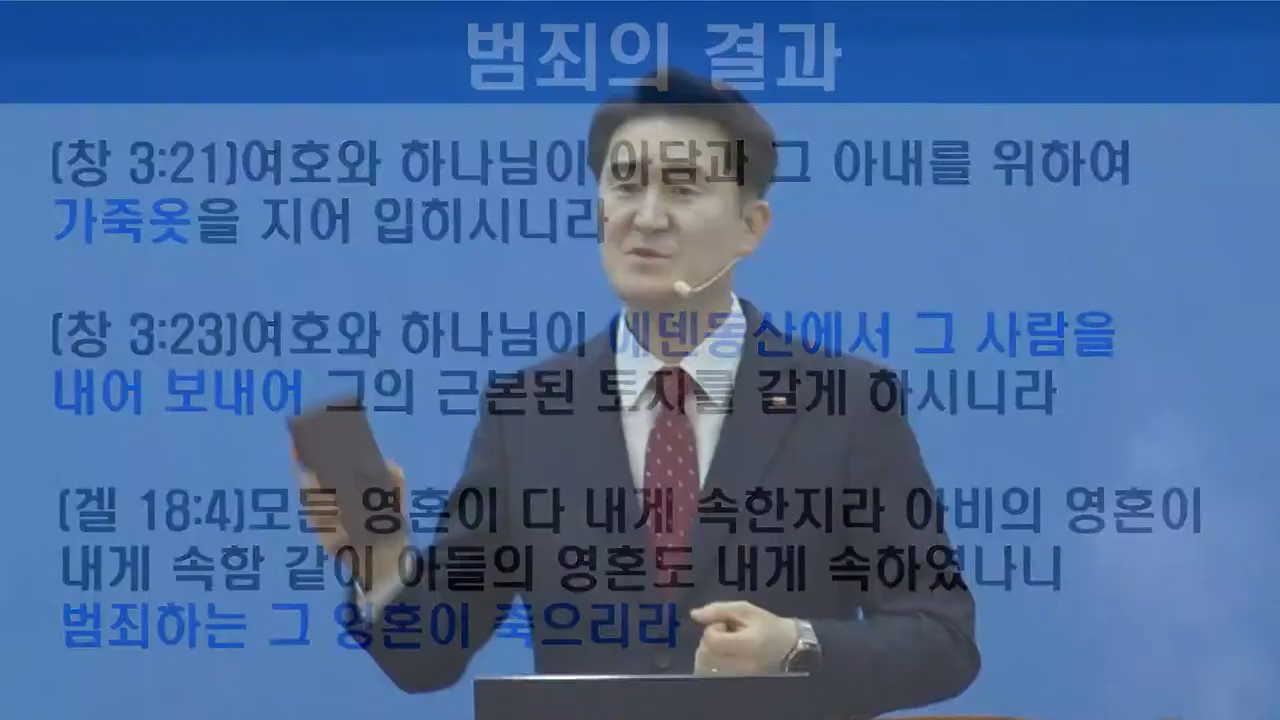 범죄의 결과
(창 3:21)여호와 하나님이 아담과 그 아내를 위하여
가죽옷을 지어 입히시니라
(창 3:23)여호와 하나님이 에덴동산에서 그 사람을
내어 보내어 그의 근본된 토지를 갈게 하시니라
(겔 18:4)모든 영혼이 다 내게 속한지라 아비의 영혼이
내게 속함 같이 아들의 영혼도 내게 속하였나니
범죄하는 그 영혼이 죽으리라